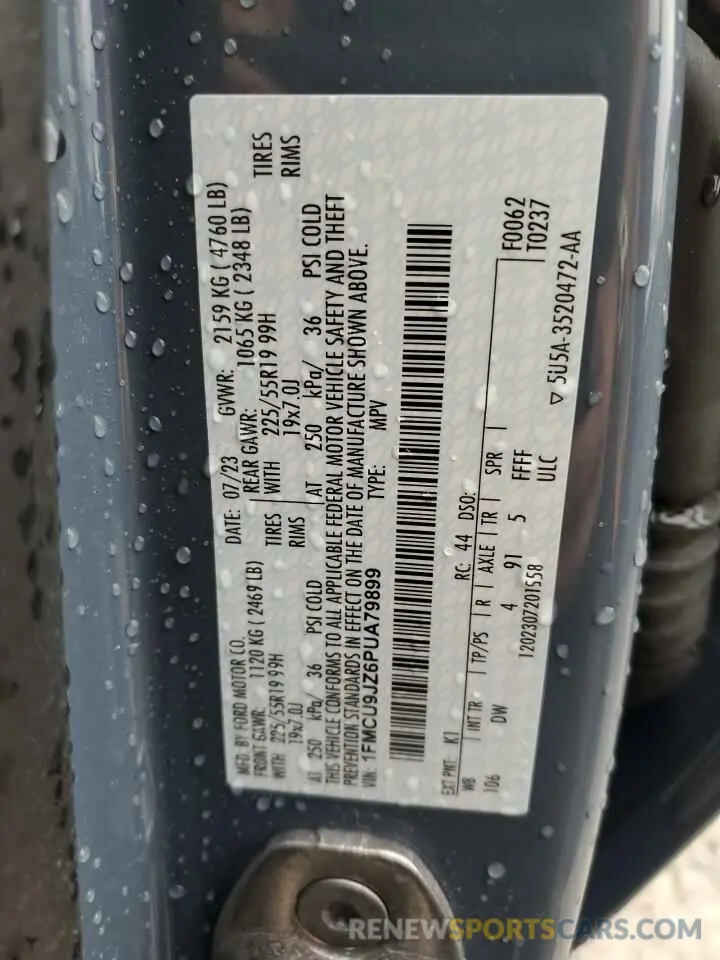 MFD. BY FORD MOTOR CO.
DATE: 07/23
GVWR: 2159 KG ( 4760 LB)
FRONT GAWR: 1120 KG (2469 LB)
REAR GAWR: 1065 KG ( 2348 LB)
WITH 225/55R19 99H TIRES
WITH 225/55R19 99H TIRES
19x7.0J RIMS
19x7.0J RIMS
AT 250 kPa/ 36 PSI COLD
AT 250 kPa/ 36 PSI COLD
THIS VEHICLE CONFORMS TO ALL APPLICABLE FEDERAL MOTOR VEHICLE SAFETY AND THEFT
PREVENTION STANDARDS IN EFFECT ON THE DATE OF MANUFACTURE SHOWN ABOVE.
VIN: 1FMCU9JZ6PUA79899
TYPE: MPV
EXT PNT: K1 RC: 44 DSO: F0062
WB INT TR TP/PS R AXLE TR SPR T0237
106 DW 4 91 5 FFFF
1202307201558 ULC
▽ 5U5A-3520472-AA
RENEWSPORTSCARS.COM